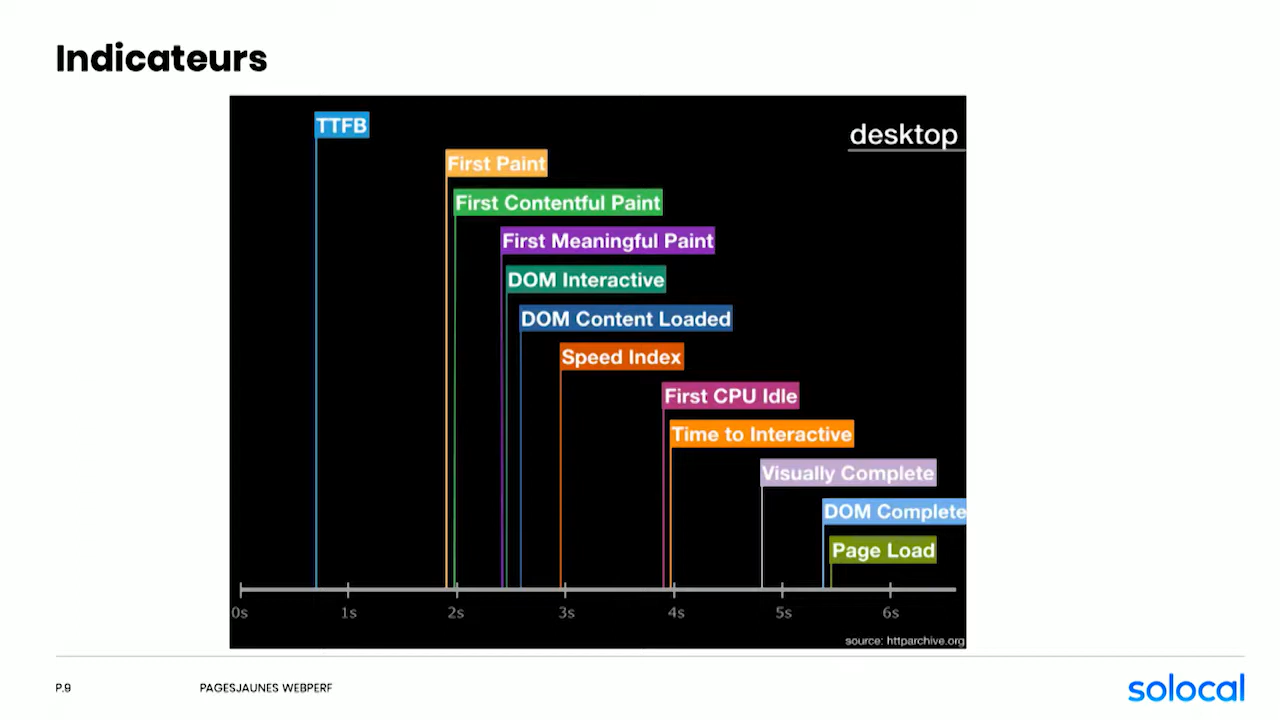 Indicateurs
TTFB
desktop
First Paint
First Contentful Paint
First Meaningful Paint
DOM Interactive
DOM Content Loaded
Speed Index
First CPU Idle
Time to Interactive
Visually Complete
DOM Complete
Page Load
0s 1s 2s 3s 4s 5s 6s
source: httparchive.org
P.9 PAGESJAUNES WEBPERF solocal